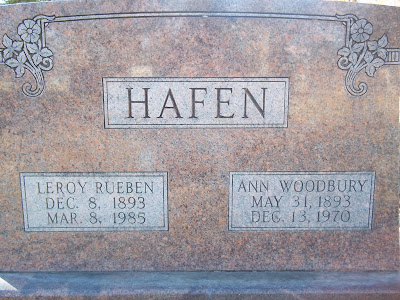 HAFEN
LEROY RUEBEN
DEC. 8, 1893
MAR. 8, 1985
ANN WOODBURY
MAY 31, 1893
DEC. 13, 1970